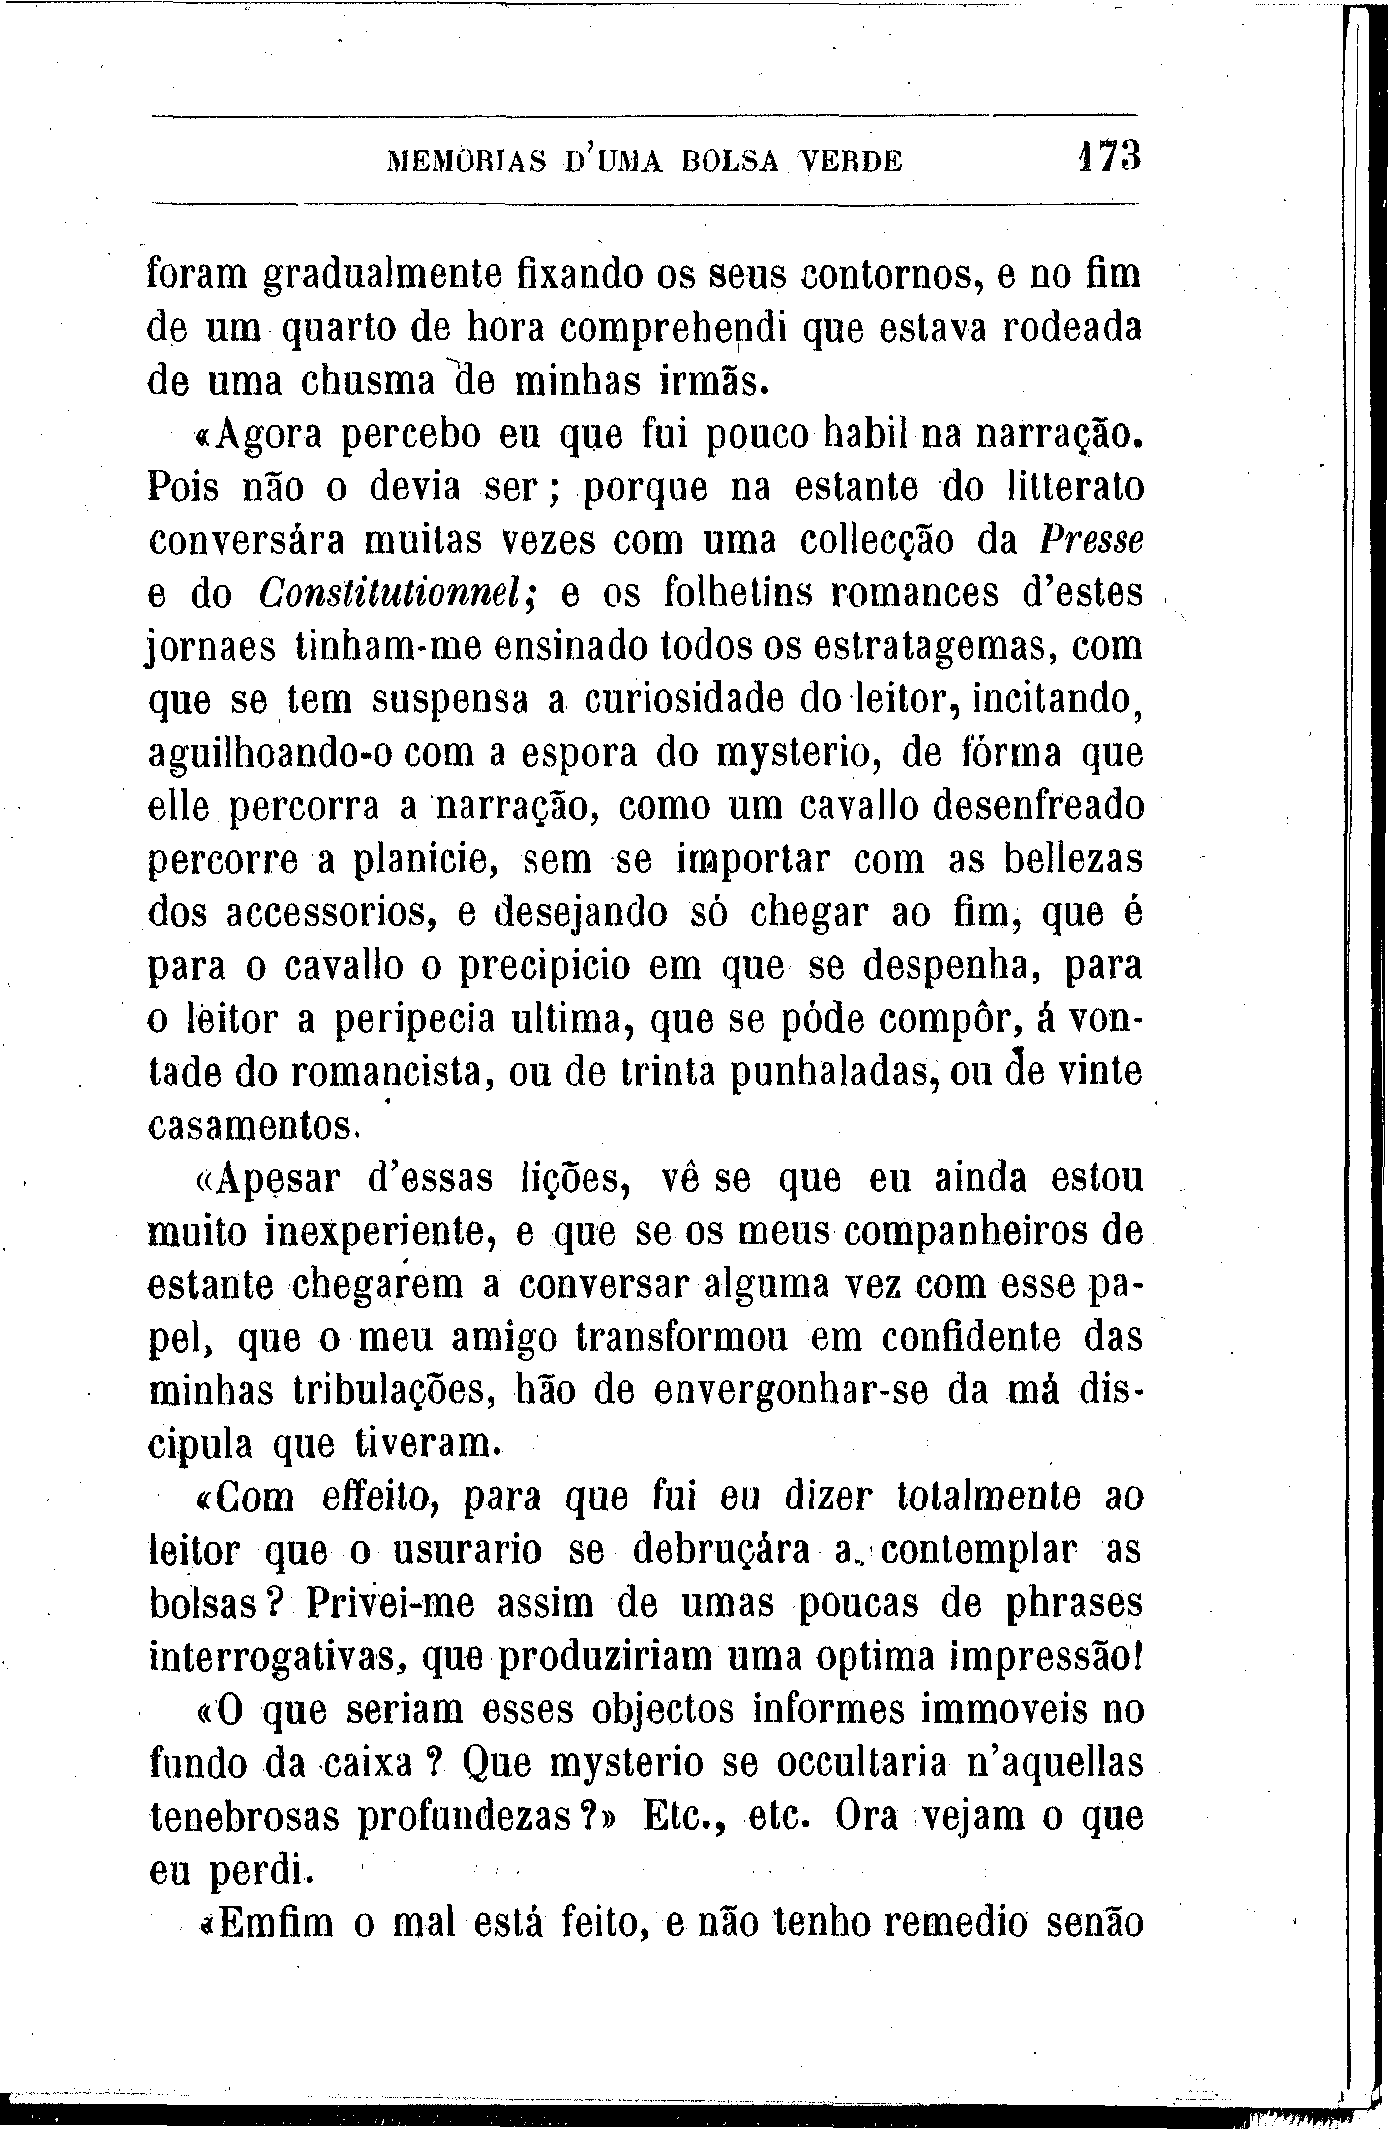 MEMORIAS D'UMA BOLSA VERDE 173
foram gradualmente fixando os seus contornos, e no fim
de um quarto de hora comprehendi que estava rodeada
de uma chusma de minhas irmãs.
«Agora percebo eu que fui pouco habil na narração.
Pois não o devia ser; porque na estante do litterato
conversára muitas vezes com uma collecção da Presse
e do Constitutionnel; e os folhetins romances d'estes
jornaes tinham-me ensinado todos os estratagemas, com
que se tem suspensa a curiosidade do leitor, incitando,
aguilhoando-o com a espora do mysterio, de fórma que
elle percorra a narração, como um cavallo desenfreado
percorre a planicie, sem se importar com as bellezas
dos accessorios, e desejando só chegar ao fim, que é
para o cavallo o precipicio em que se despenha, para
o leitor a peripecia ultima, que se póde compôr, á von-
tade do romancista, ou de trinta punhaladas, ou de vinte
casamentos.
«Apesar d'essas lições, vê se que eu ainda estou
muito inexperiente, e que se os meus companheiros de
estante chegarem a conversar alguma vez com esse pa-
pel, que o meu amigo transformou em confidente das
minhas tribulações, hão de envergonhar-se da má dis-
cipula que tiveram.
«Com effeito, para que fui eu dizer totalmente ao
leitor que o usurario se debruçára a contemplar as
bolsas? Privei-me assim de umas poucas de phrases
interrogativas, que produziriam uma optima impressão!
«O que seriam esses objectos informes immoveis no
fundo da caixa? Que mysterio se occultaria n'aquellas
tenebrosas profundezas?» Etc., etc. Ora vejam o que
eu perdi.
«Emfim o mal está feito, e não tenho remedio senão